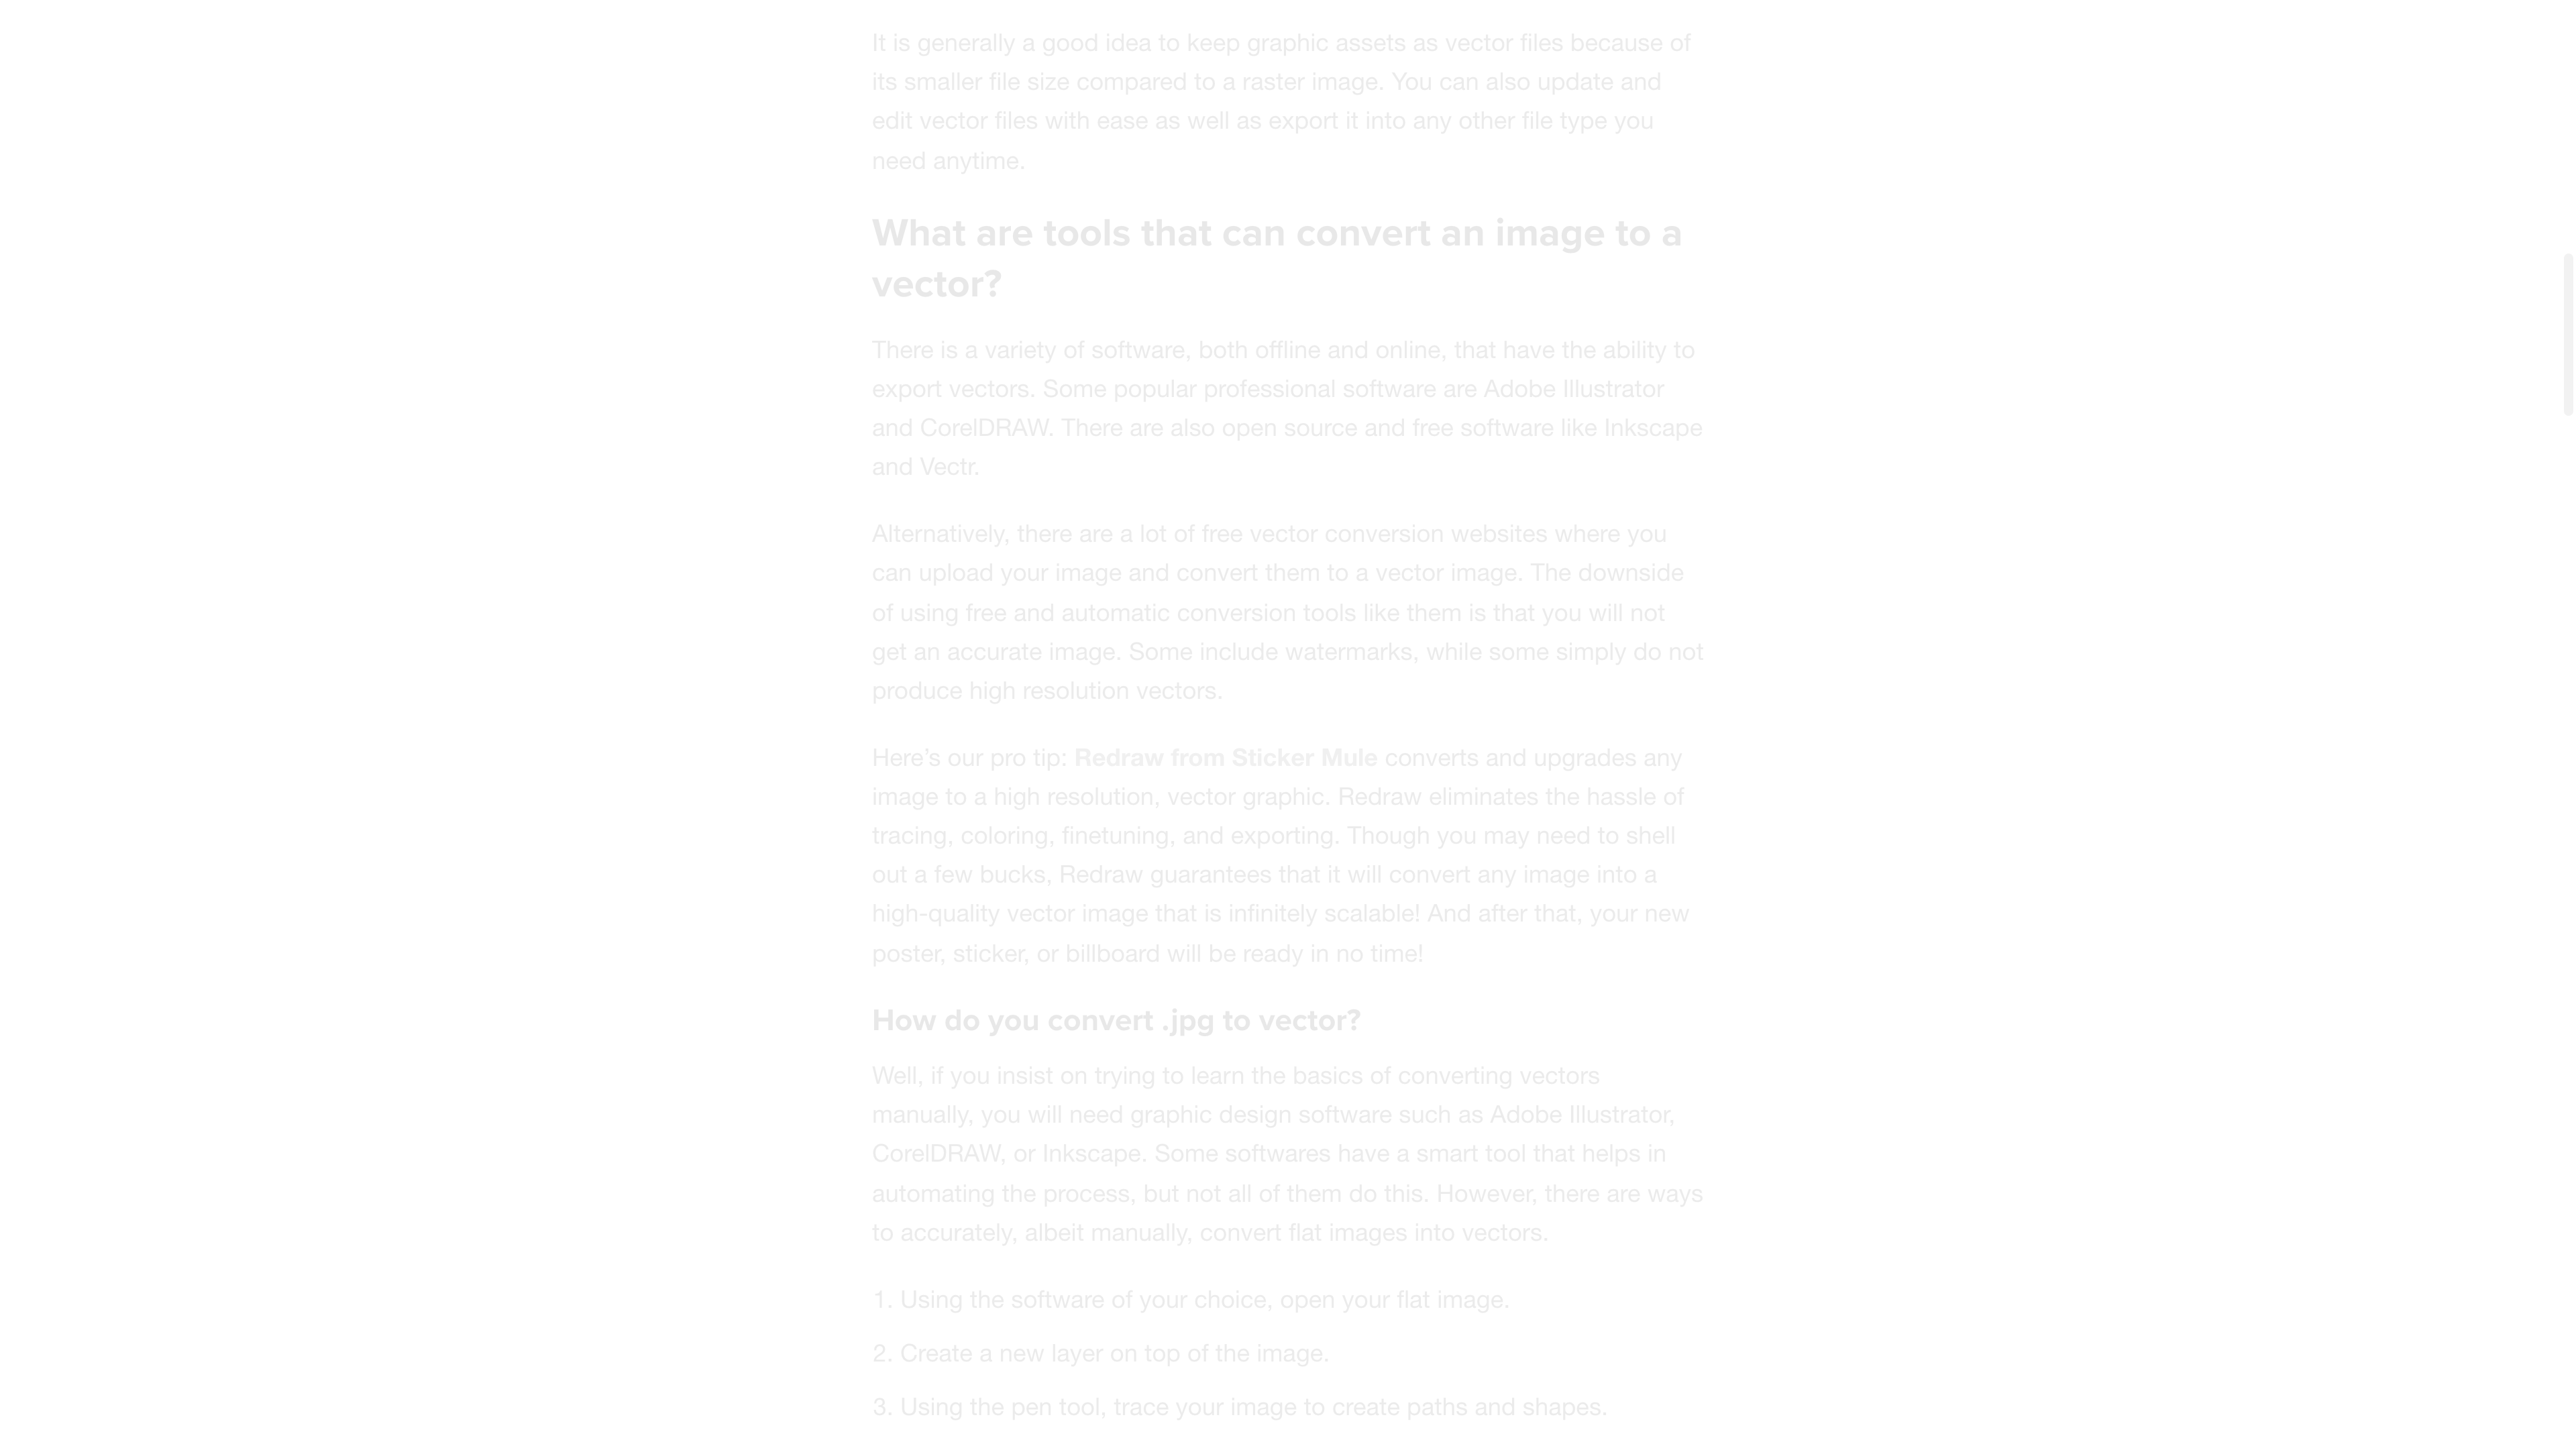 It is generally a good idea to keep graphic assets as vector files because of
its smaller file size compared to a raster image. You can also update and
edit vector files with ease as well as export it into any other file type you
need anytime.
What are tools that can convert an image to a
vector?
There is a variety of software, both offline and online, that have the ability to
export vectors. Some popular professional software are Adobe Illustrator
and CorelDRAW. There are also open source and free software like Inkscape
and Vectr.
Alternatively, there are a lot of free vector conversion websites where you
can upload your image and convert them to a vector image. The downside
of using free and automatic conversion tools like them is that you will not
get an accurate image. Some include watermarks, while some simply do not
produce high resolution vectors.
Here’s our pro tip: Redraw from Sticker Mule converts and upgrades any
image to a high resolution, vector graphic. Redraw eliminates the hassle of
tracing, coloring, finetuning, and exporting. Though you may need to shell
out a few bucks, Redraw guarantees that it will convert any image into a
high-quality vector image that is infinitely scalable! And after that, your new
poster, sticker, or billboard will be ready in no time!
How do you convert .jpg to vector?
Well, if you insist on trying to learn the basics of converting vectors
manually, you will need graphic design software such as Adobe Illustrator,
CorelDRAW, or Inkscape. Some softwares have a smart tool that helps in
automating the process, but not all of them do this. However, there are ways
to accurately, albeit manually, convert flat images into vectors.
1. Using the software of your choice, open your flat image.
2. Create a new layer on top of the image.
3. Using the pen tool, trace your image to create paths and shapes.